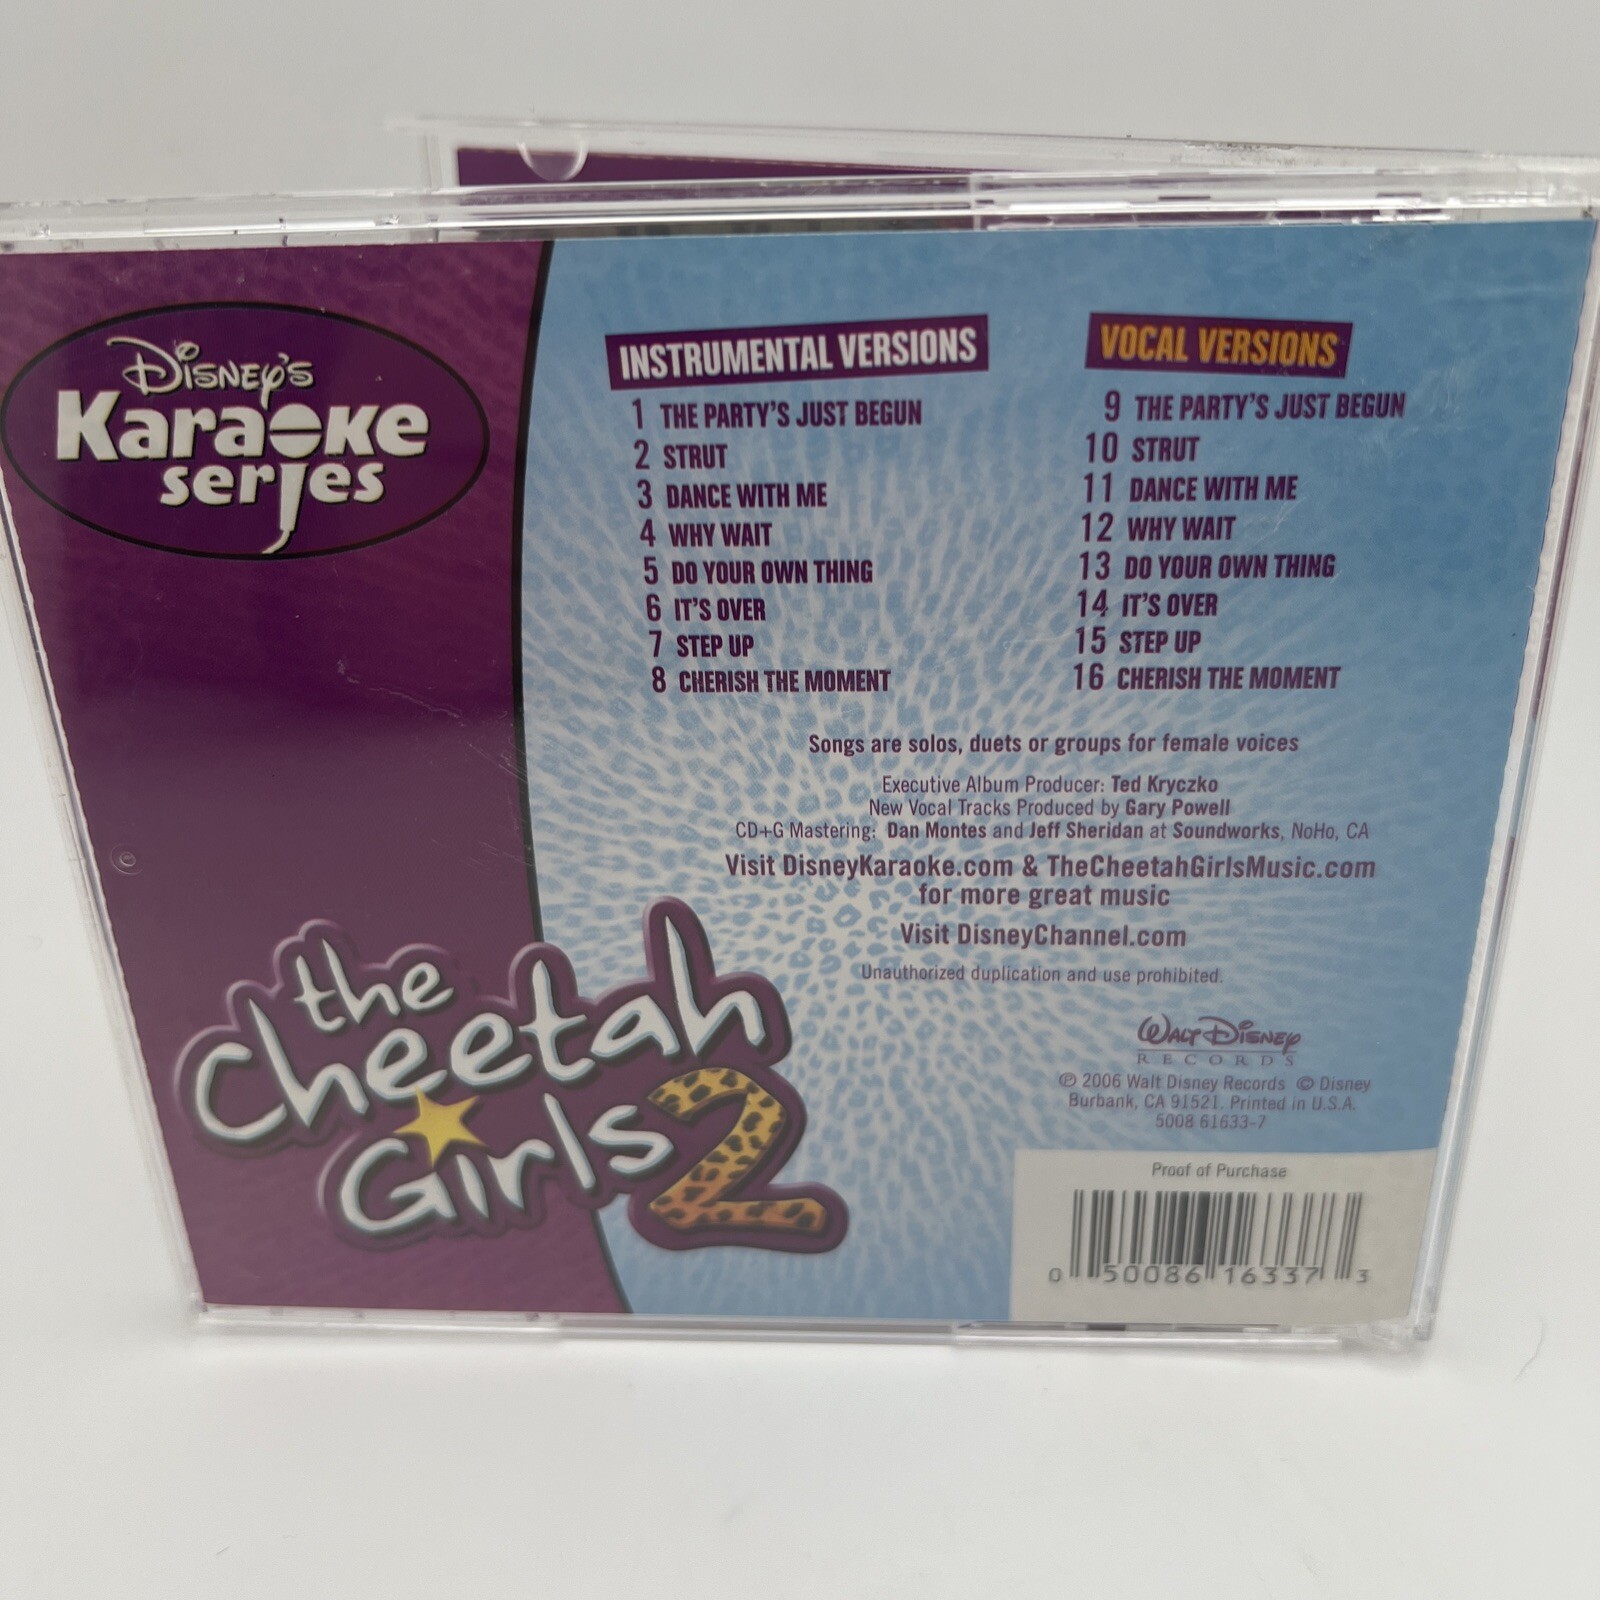 Disney's
Karaoke
series
INSTRUMENTAL VERSIONS
1 THE PARTY'S JUST BEGUN
2 STRUT
3 DANCE WITH ME
4 WHY WAIT
5 DO YOUR OWN THING
6 IT'S OVER
7 STEP UP
8 CHERISH THE MOMENT
VOCAL VERSIONS
9 THE PARTY'S JUST BEGUN
10 STRUT
11 DANCE WITH ME
12 WHY WAIT
13 DO YOUR OWN THING
14 IT'S OVER
15 STEP UP
16 CHERISH THE MOMENT
Songs are solos, duets or groups for female voices
Executive Album Producer: Ted Kryczko
New Vocal Tracks Produced by Gary Powell
CD+G Mastering: Dan Montes and Jeff Sheridan at Soundworks, NoHo, CA
Visit DisneyKaraoke.com & TheCheetahGirlsMusic.com
for more great music
Visit DisneyChannel.com
Unauthorized duplication and use prohibited.
the
Cheetah
Girls 2
WALT DISNEY
RECORDS
℗ 2006 Walt Disney Records © Disney
Burbank, CA 91521. Printed in U.S.A.
5008 61633-7
Proof of Purchase
0 50086 16337 3